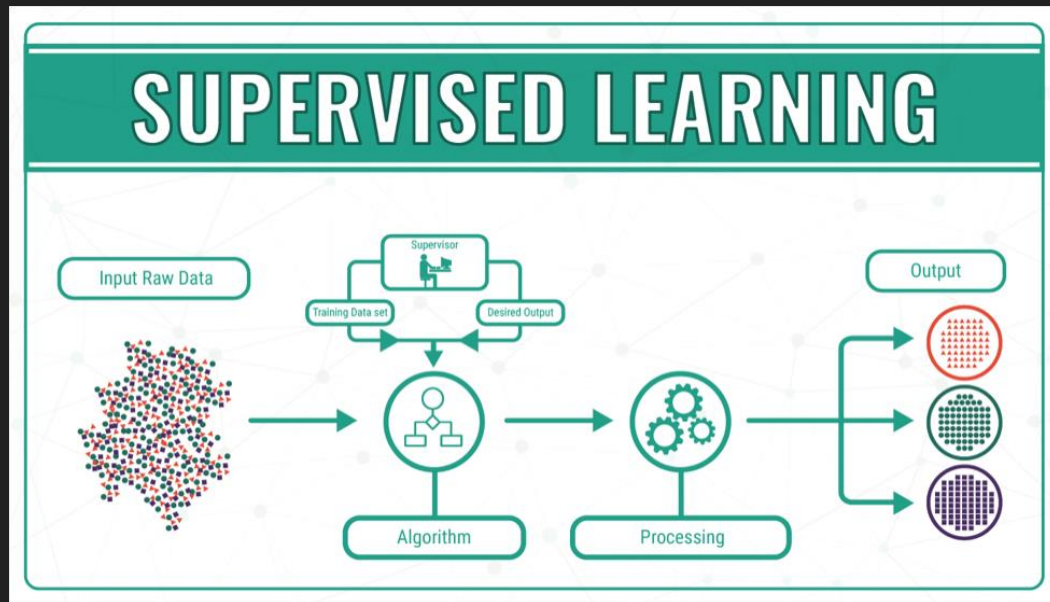 SUPERVISED LEARNING
Input Raw Data
Supervisor
Training Data set
Desired Output
Algorithm
Processing
Output